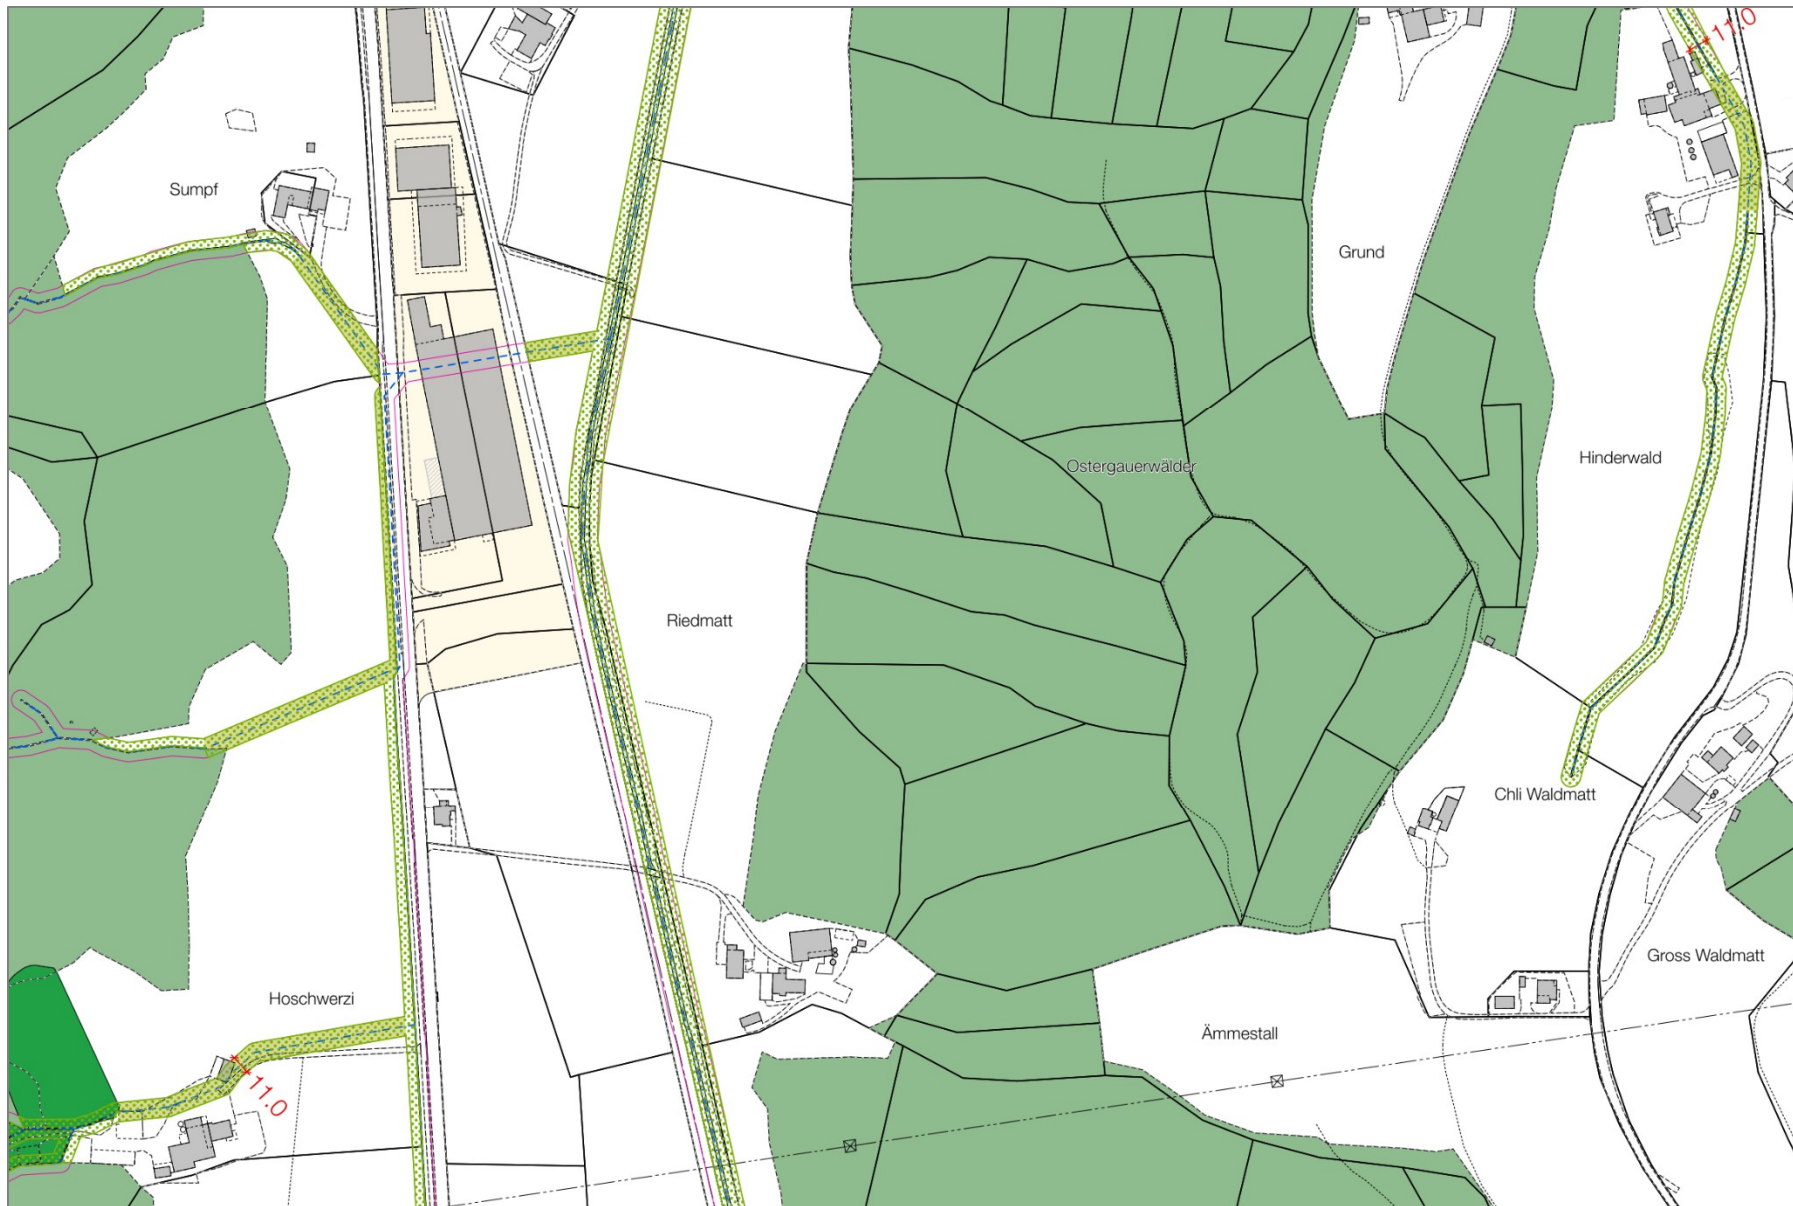 11.0
Sumpf
Grund
Hinderwald
Ostergauerwälder
Riedmatt
Chli Waldmatt
Gross Waldmatt
Hoschwerzi
Ämmestall
11.0